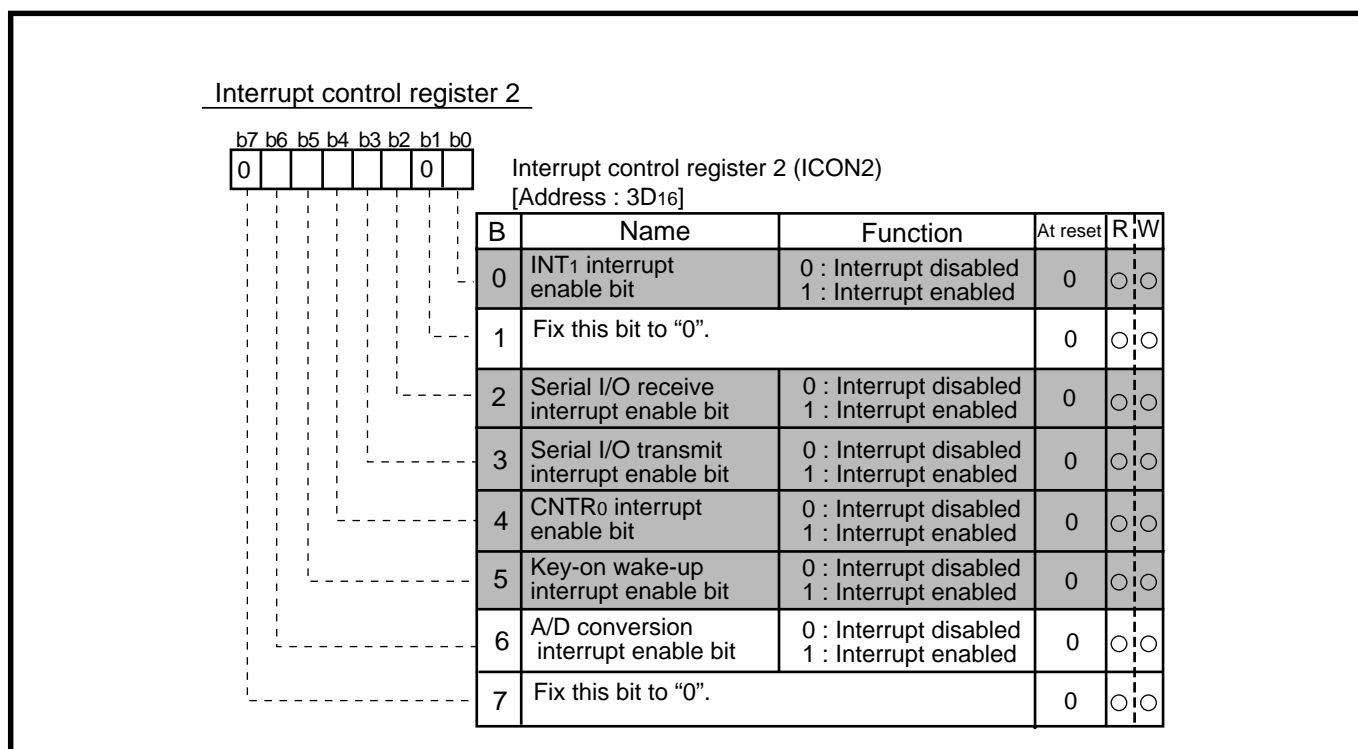 Interrupt control register 2
b7 b6 b5 b4 b3 b2 b1 b0
0 0
Interrupt control register 2 (ICON2)
[Address : 3D16]
B Name Function At reset R W
0 INT1 interrupt enable bit 0 : Interrupt disabled 1 : Interrupt enabled 0 ○ ○
1 Fix this bit to “0”. 0 ○ ○
2 Serial I/O receive interrupt enable bit 0 : Interrupt disabled 1 : Interrupt enabled 0 ○ ○
3 Serial I/O transmit interrupt enable bit 0 : Interrupt disabled 1 : Interrupt enabled 0 ○ ○
4 CNTR0 interrupt enable bit 0 : Interrupt disabled 1 : Interrupt enabled 0 ○ ○
5 Key-on wake-up interrupt enable bit 0 : Interrupt disabled 1 : Interrupt enabled 0 ○ ○
6 A/D conversion interrupt enable bit 0 : Interrupt disabled 1 : Interrupt enabled 0 ○ ○
7 Fix this bit to “0”. 0 ○ ○